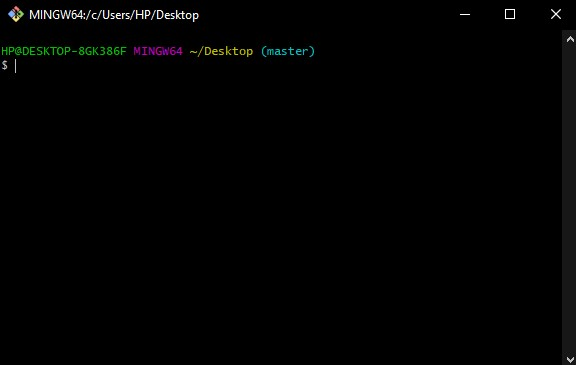 MINGW64:/c/Users/HP/Desktop
HP@DESKTOP-8GK386F MINGW64 ~/Desktop (master)
$